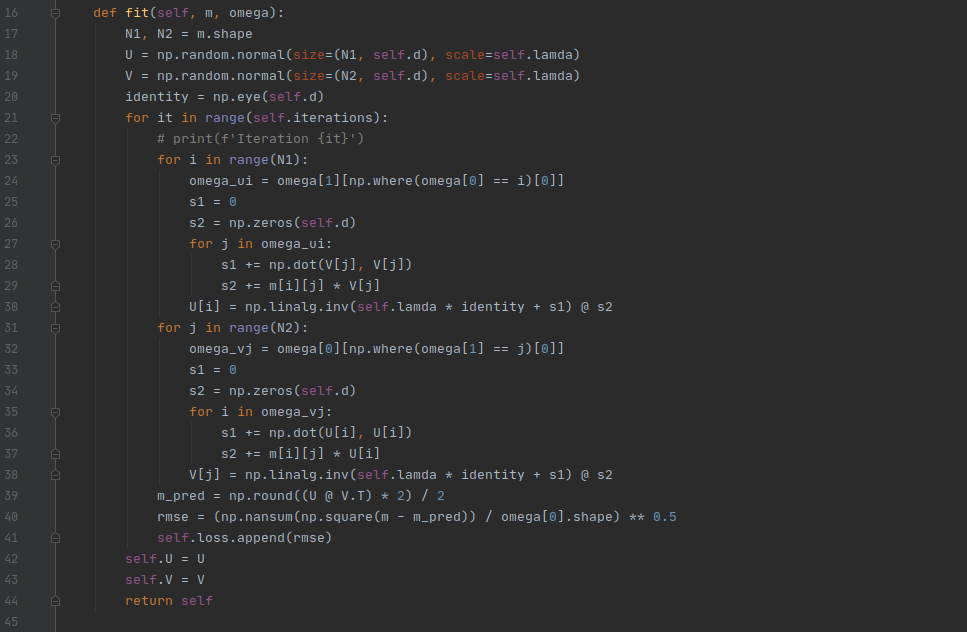 16 def fit(self, m, omega):
17 N1, N2 = m.shape
18 U = np.random.normal(size=(N1, self.d), scale=self.lamda)
19 V = np.random.normal(size=(N2, self.d), scale=self.lamda)
20 identity = np.eye(self.d)
21 for it in range(self.iterations):
22 # print(f'Iteration {it}')
23 for i in range(N1):
24 omega_ui = omega[1][np.where(omega[0] == i)[0]]
25 s1 = 0
26 s2 = np.zeros(self.d)
27 for j in omega_ui:
28 s1 += np.dot(V[j], V[j])
29 s2 += m[i][j] * V[j]
30 U[i] = np.linalg.inv(self.lamda * identity + s1) @ s2
31 for j in range(N2):
32 omega_vj = omega[0][np.where(omega[1] == j)[0]]
33 s1 = 0
34 s2 = np.zeros(self.d)
35 for i in omega_vj:
36 s1 += np.dot(U[i], U[i])
37 s2 += m[i][j] * U[i]
38 V[j] = np.linalg.inv(self.lamda * identity + s1) @ s2
39 m_pred = np.round((U @ V.T) * 2) / 2
40 rmse = (np.nansum(np.square(m - m_pred)) / omega[0].shape) ** 0.5
41 self.loss.append(rmse)
42 self.U = U
43 self.V = V
44 return self
45